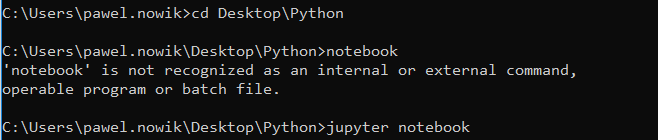 C:\Users\pawel.nowik>cd Desktop\Python
C:\Users\pawel.nowik\Desktop\Python>notebook
'notebook' is not recognized as an internal or external command,
operable program or batch file.
C:\Users\pawel.nowik\Desktop\Python>jupyter notebook